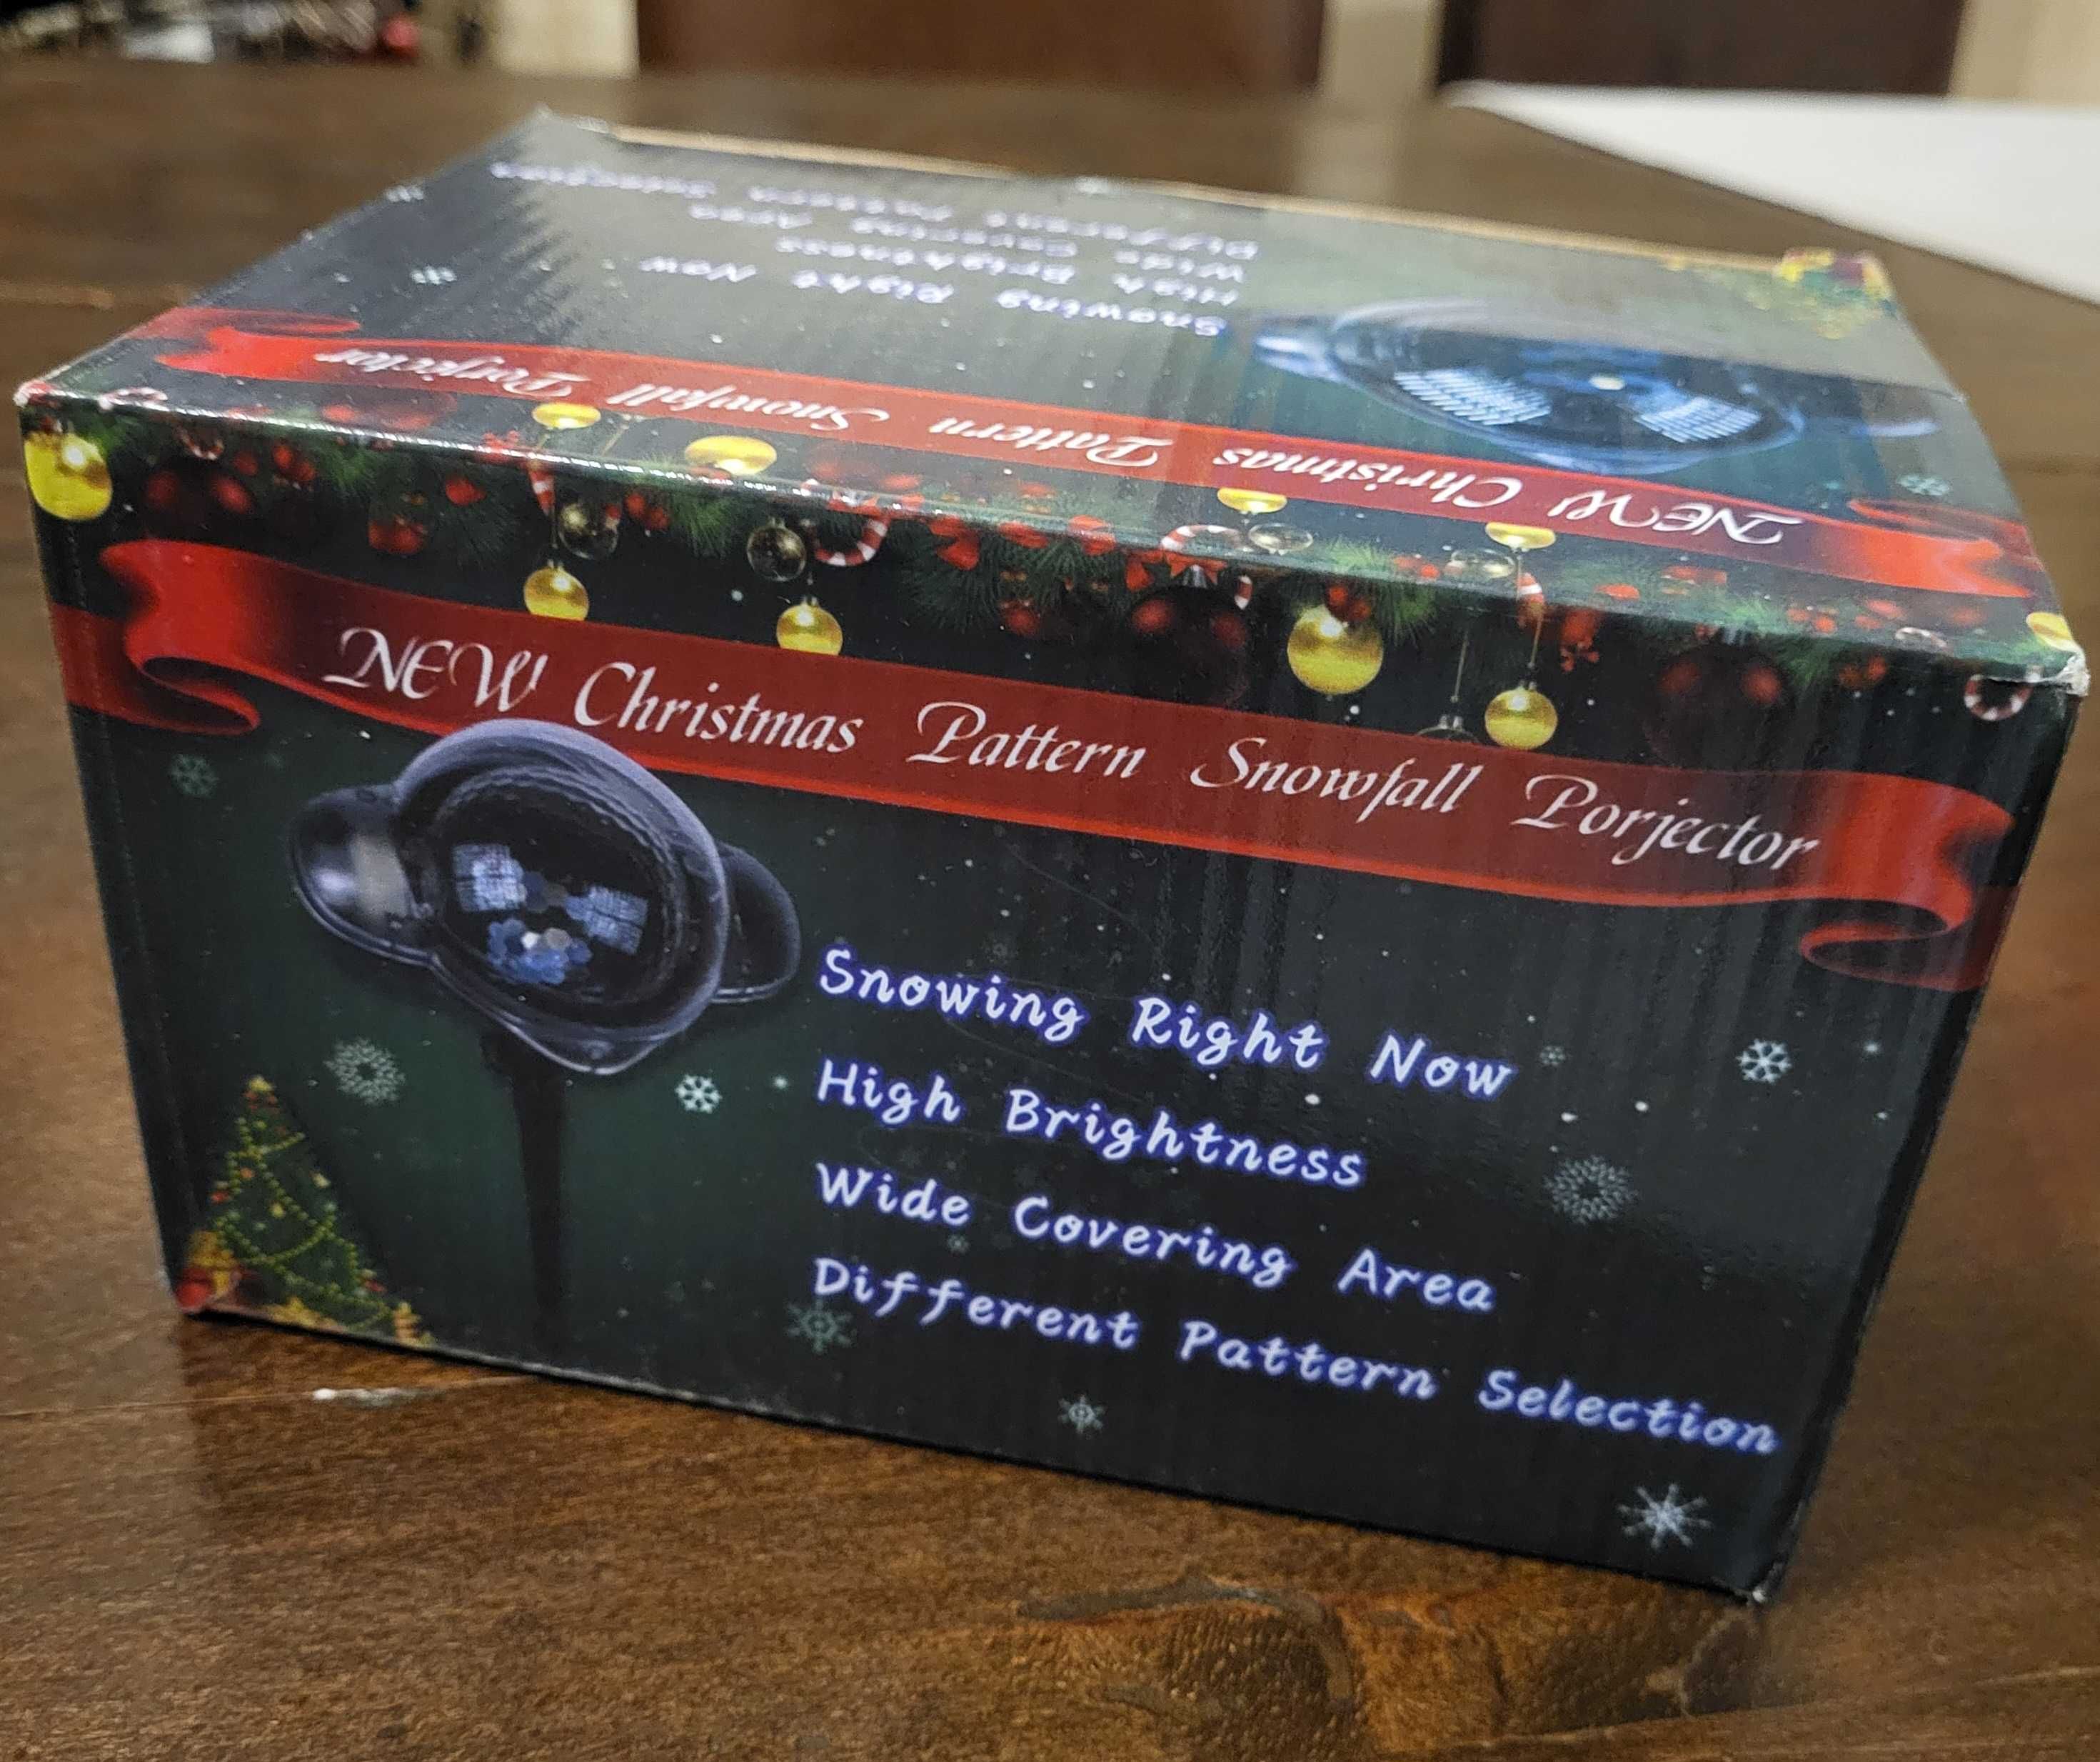 Snowing Right Now
High Brightness
Wide Covering Area
Different Pattern Selection
NEW Christmas Pattern Snowfall Porjector
NEW Christmas Pattern Snowfall Porjector
Snowing Right Now
High Brightness
Wide Covering Area
Different Pattern Selection